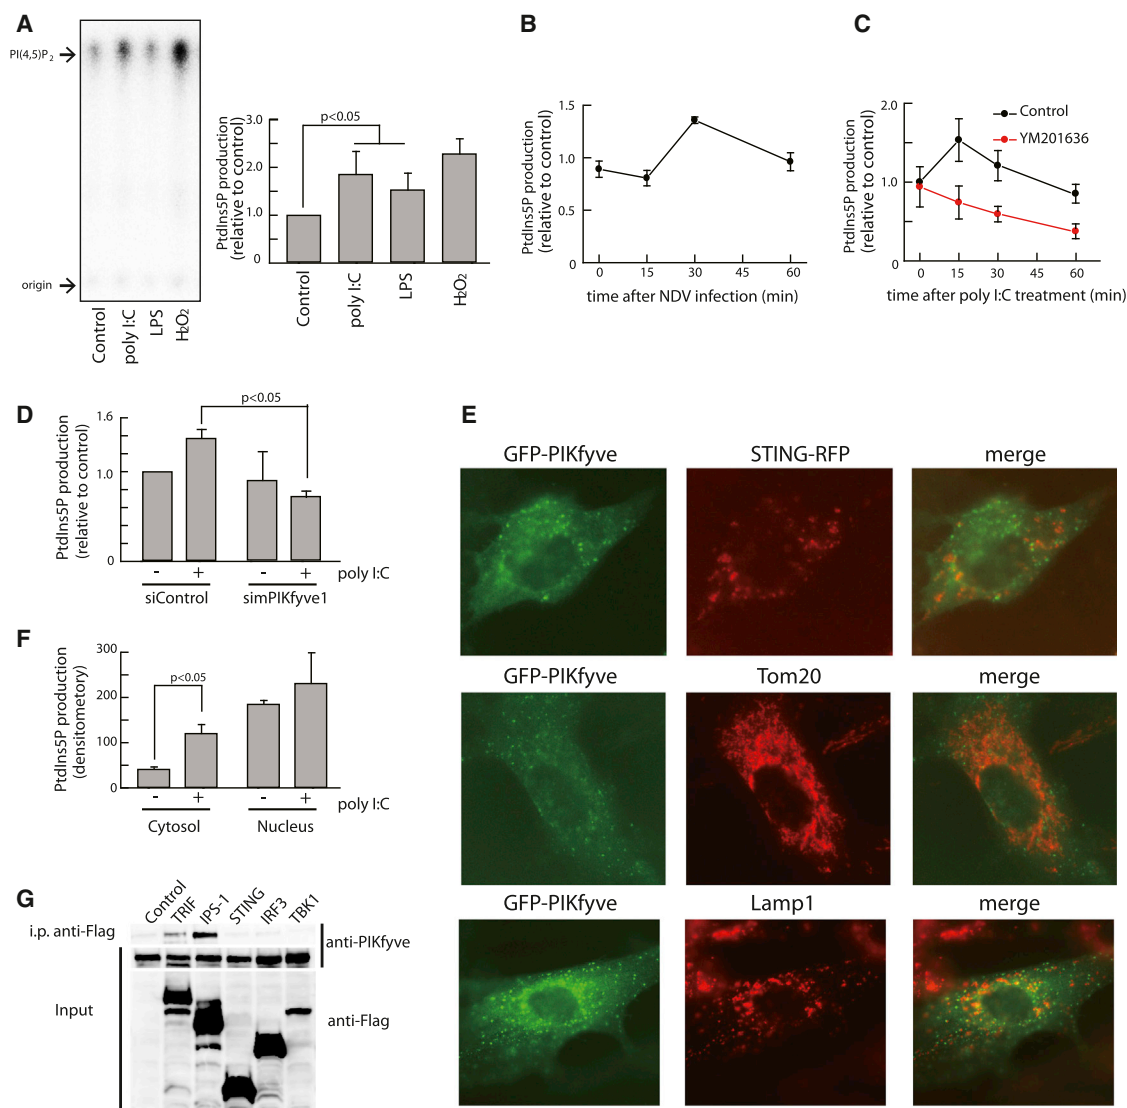 A
PI(4,5)P2
origin
Control
poly I:C
LPS
H2O2
PtdIns5P production
(relative to control)
3.0
2.0
1.0
0
p<0.05
Control
poly I:C
LPS
H2O2
B
PtdIns5P production
(relative to control)
1.5
1.0
0.5
0
0 15 30 45 60
time after NDV infection (min)
C
PtdIns5P production
(relative to control)
2.0
1.0
0
Control
YM201636
0 15 30 45 60
time after poly I:C treatment (min)
D
PtdIns5P production
(relative to control)
1.6
1.0
0
p<0.05
- + - + poly I:C
siControl simPIKfyve1
E
GFP-PIKfyve STING-RFP merge
GFP-PIKfyve Tom20 merge
GFP-PIKfyve Lamp1 merge
F
PtdIns5P production
(densitometory)
300
200
100
0
p<0.05
- + - + poly I:C
Cytosol Nucleus
G
Control TRIF IPS-1 STING IRF3 TBK1
i.p. anti-Flag
anti-PIKfyve
Input
anti-Flag